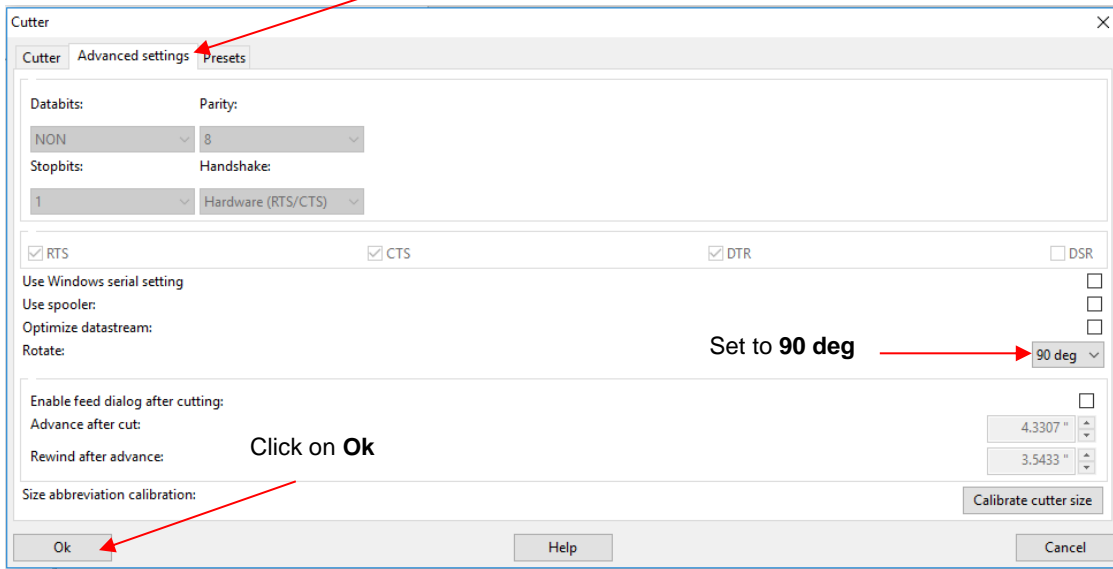 Cutter
Cutter Advanced settings Presets
Databits: Parity:
NON 8
Stopbits: Handshake:
1 Hardware (RTS/CTS)
RTS CTS DTR DSR
Use Windows serial setting
Use spooler:
Optimize datastream:
Rotate: Set to 90 deg 90 deg
Enable feed dialog after cutting:
Advance after cut: 4.3307 "
Rewind after advance: Click on Ok 3.5433 "
Size abbreviation calibration: Calibrate cutter size
Ok Help Cancel